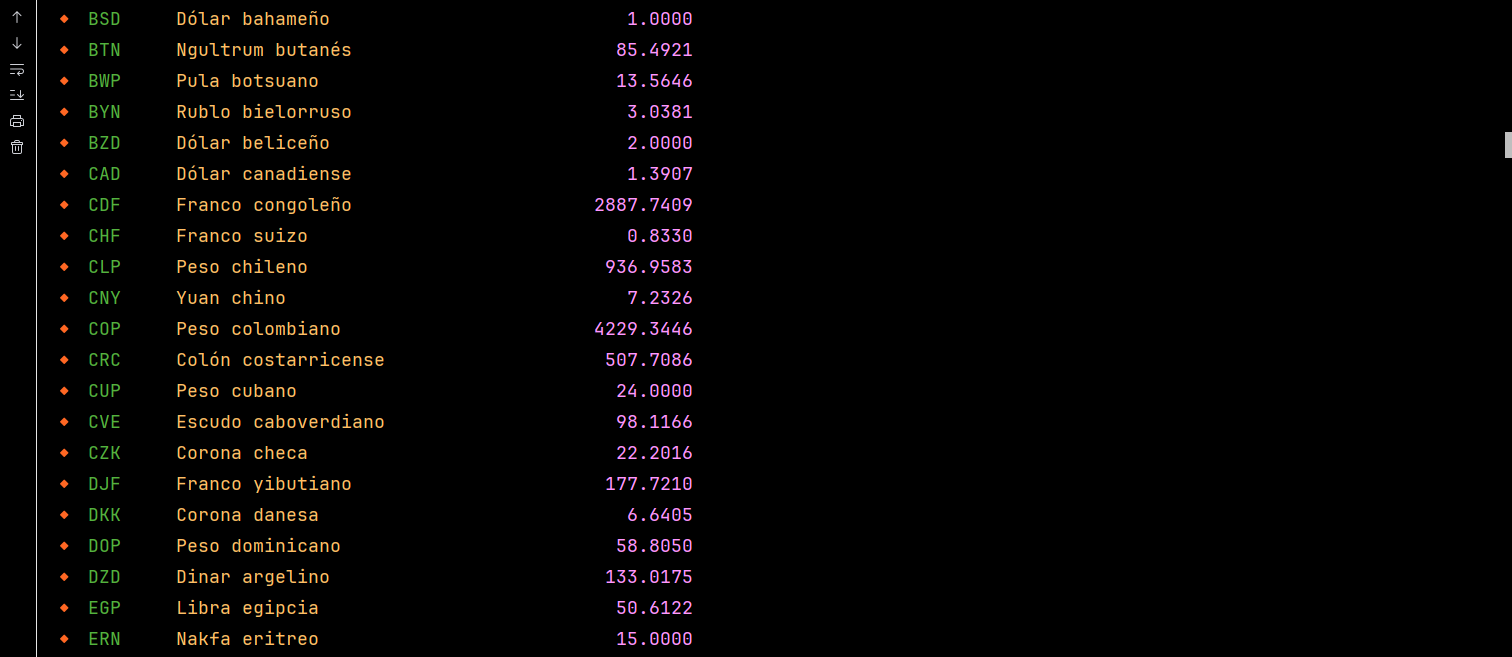 BSD Dólar bahameño 1.0000
BTN Ngultrum butanés 85.4921
BWP Pula botsuano 13.5646
BYN Rublo bielorruso 3.0381
BZD Dólar beliceño 2.0000
CAD Dólar canadiense 1.3907
CDF Franco congoleño 2887.7409
CHF Franco suizo 0.8330
CLP Peso chileno 936.9583
CNY Yuan chino 7.2326
COP Peso colombiano 4229.3446
CRC Colón costarricense 507.7086
CUP Peso cubano 24.0000
CVE Escudo caboverdiano 98.1166
CZK Corona checa 22.2016
DJF Franco yibutiano 177.7210
DKK Corona danesa 6.6405
DOP Peso dominicano 58.8050
DZD Dinar argelino 133.0175
EGP Libra egipcia 50.6122
ERN Nakfa eritreo 15.0000